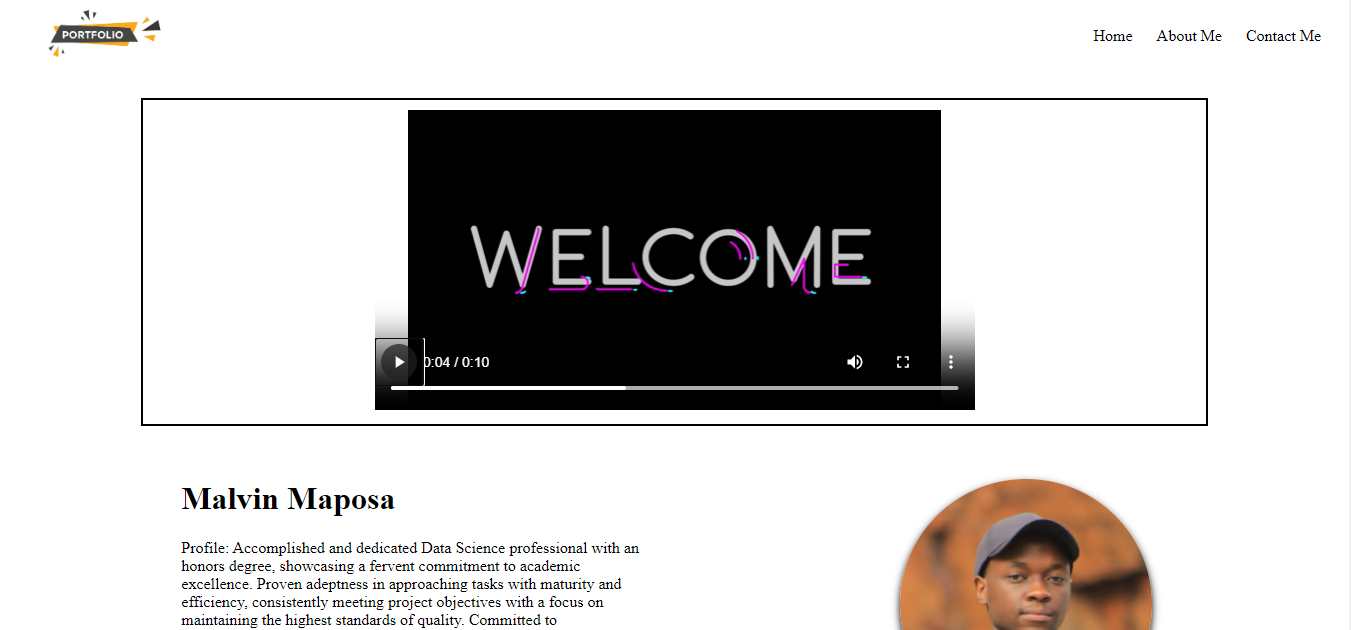 PORTFOLIO
Home About Me Contact Me
WELCOME
0:04 / 0:10
Malvin Maposa
Profile: Accomplished and dedicated Data Science professional with an
honors degree, showcasing a fervent commitment to academic
excellence. Proven adeptness in approaching tasks with maturity and
efficiency, consistently meeting project objectives with a focus on
maintaining the highest standards of quality. Committed to